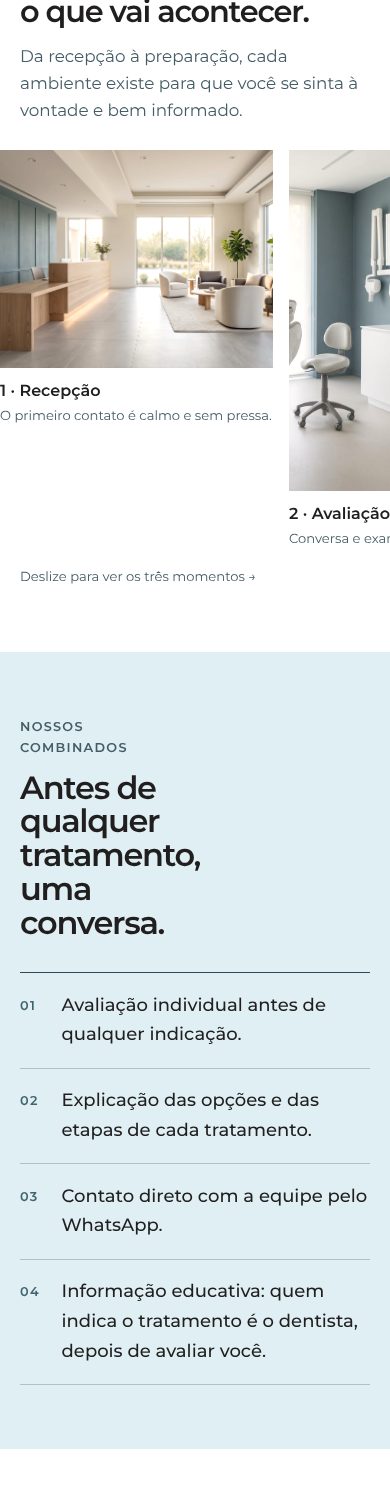 o que vai acontecer.
Da recepção à preparação, cada
ambiente existe para que você se sinta à
vontade e bem informado.
1 · Recepção
O primeiro contato é calmo e sem pressa.
2 · Avaliação
Conversa e exa
Deslize para ver os três momentos →
NOSSOS
COMBINADOS
Antes de
qualquer
tratamento,
uma
conversa.
01 Avaliação individual antes de
qualquer indicação.
02 Explicação das opções e das
etapas de cada tratamento.
03 Contato direto com a equipe pelo
WhatsApp.
04 Informação educativa: quem
indica o tratamento é o dentista,
depois de avaliar você.